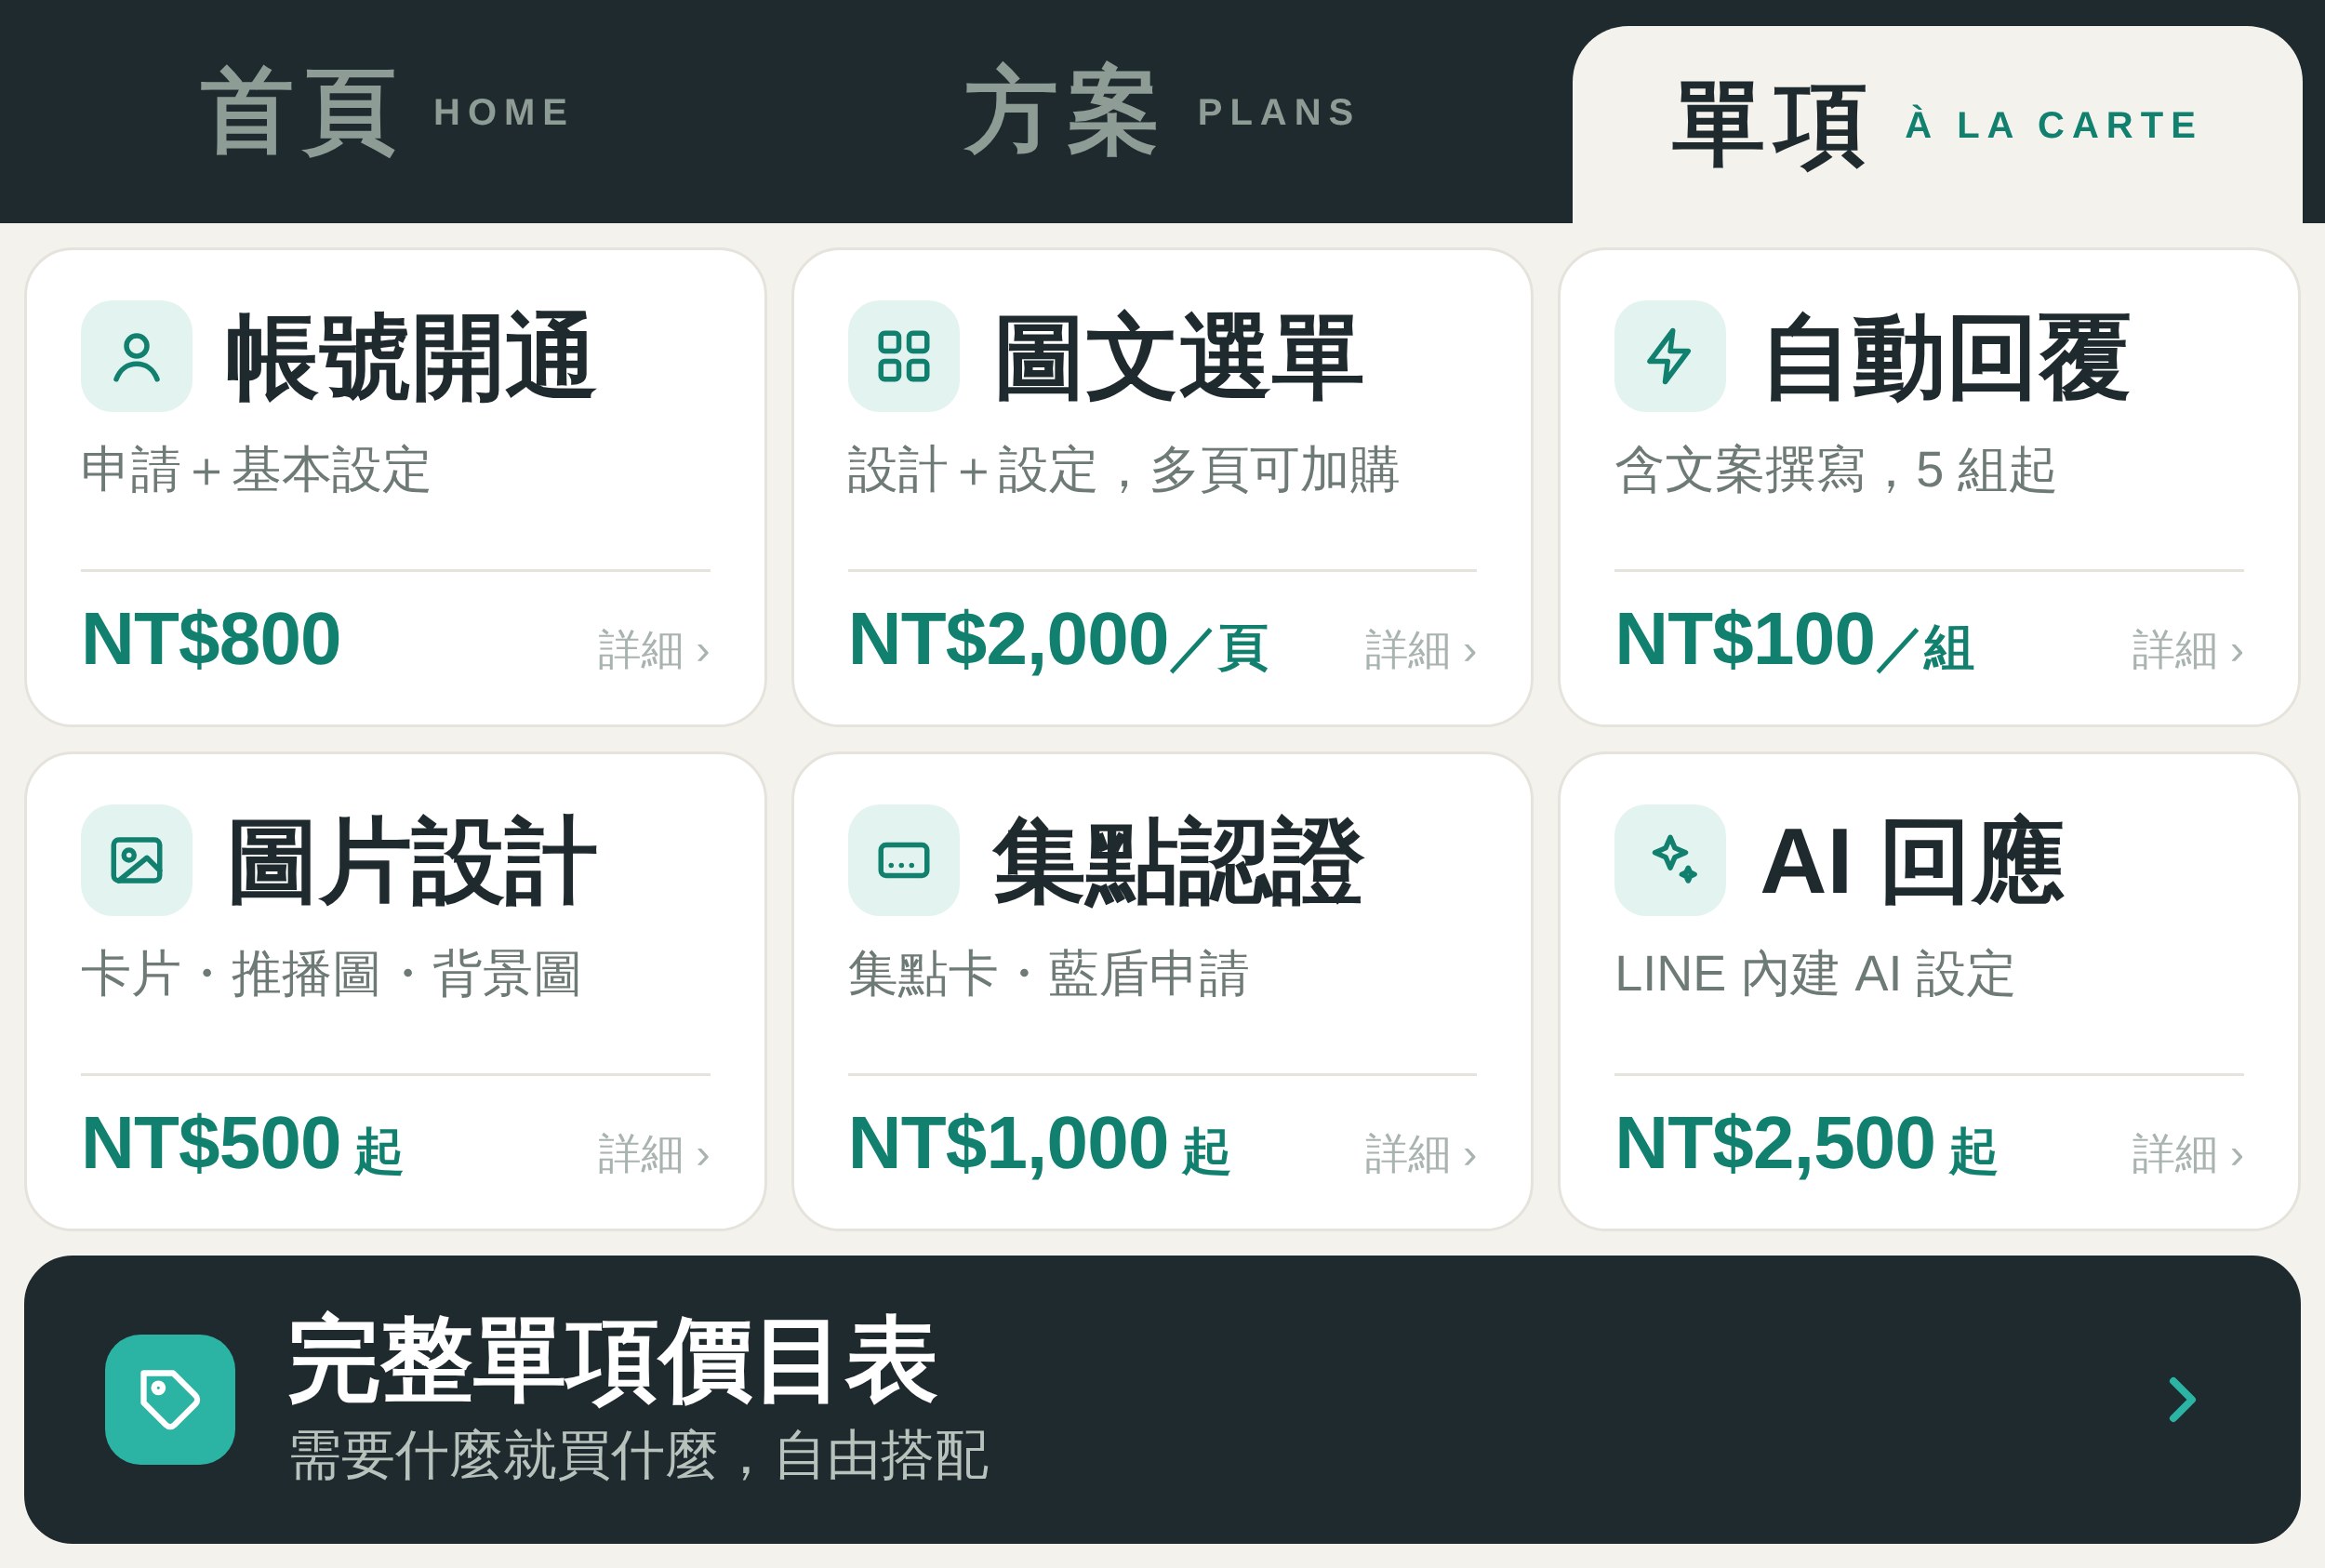 首頁 HOME
方案 PLANS
單項 À LA CARTE
帳號開通
申請＋基本設定
NT$800
詳細 ›
圖文選單
設計＋設定，多頁可加購
NT$2,000／頁
詳細 ›
自動回覆
含文案撰寫，5 組起
NT$100／組
詳細 ›
圖片設計
卡片・推播圖・背景圖
NT$500 起
詳細 ›
集點認證
集點卡・藍盾申請
NT$1,000 起
詳細 ›
AI 回應
LINE 內建 AI 設定
NT$2,500 起
詳細 ›
完整單項價目表
需要什麼就買什麼，自由搭配